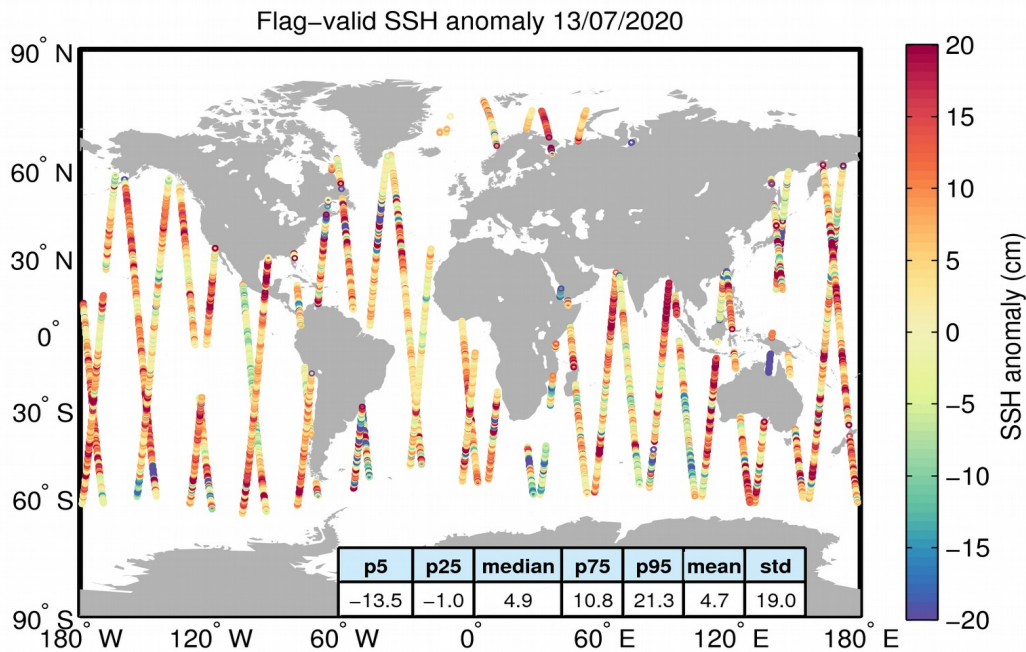 Flag−valid SSH anomaly 13/07/2020
90° N
60° N
30° N
0°
30° S
60° S
90° S
180° W
120° W
60° W
0°
60° E
120° E
180° E
p5 p25 median p75 p95 mean std
−13.5 −1.0 4.9 10.8 21.3 4.7 19.0
20
15
10
5
0
−5
−10
−15
−20
SSH anomaly (cm)